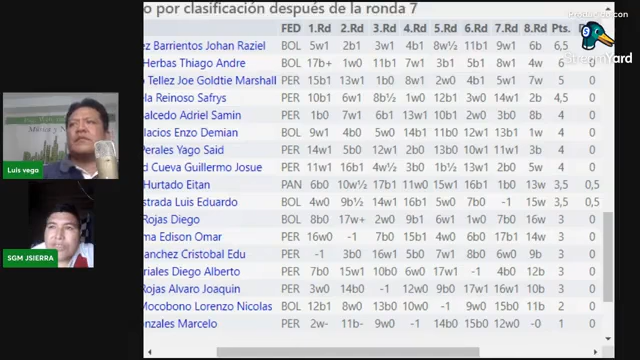 o por clasificación después de la ronda 7
FED 1.Rd 2.Rd 3.Rd 4.Rd 5.Rd 6.Rd 7.Rd 8.Rd Pts.
ez Barrientos Johan Raziel BOL 5w1 2b1 3w1 4b1 8w½ 11b1 9w1 6b 6,5
Herbas Thiago Andre BOL 17b+ 1w0 11b1 7w1 3b1 5b1 8w1 4w 6
Tellez Joe Goldtie Marshall PER 15b1 13w1 1b0 8w1 2w0 4b1 5w1 7w 5 0
ela Reinoso Safrys PER 10b1 6w1 8b½ 1w0 12b1 3w0 14w1 2b 4,5 0
alcedo Adriel Samin PER 1b0 7w1 6b1 13w1 10b1 2w0 3b0 8b 4 0
lacios Enzo Demian BOL 9w1 4b0 5w0 14b1 11b0 12w1 13b1 1w 4 0
Perales Yago Said PER 14w1 5b0 12w1 2b0 13b0 10w1 11w1 3b 4 0
d Cueva Guillermo Josue PER 11w1 16b1 4w½ 3b0 1b½ 13w1 2b0 5w 4 0
Hurtado Eitan PAN 6b0 10w½ 17b1 11w0 15w1 16b1 1b0 13w 3,5 0,5
strada Luis Eduardo BOL 4w0 9b½ 14w1 16b1 5w0 7b0 -1 15w 3,5 0,5
Rojas Diego BOL 8b0 17w+ 2w0 9b1 6w1 1w0 7b0 16w 3 0
ma Edison Omar PER 16w0 -1 7b0 15b1 4w0 6b0 17b1 14w 3 0
anchez Cristobal Edu PER -1 3b0 16w1 5b0 7w1 8b0 6w0 9b 3 0
riales Diego Alberto PER 7b0 15w1 10b0 6w0 17w1 -1 4b0 12b 3 0
Rojas Alvaro Joaquin PER 3w0 14b0 -1 12w0 9b0 17w1 16w1 10b 3 0
Mocobono Lorenzo Nicolas BOL 12b1 8w0 13b0 10w0 -1 9w0 15b0 11b 2 0
onzales Marcelo PER 2w- 11b- 9w0 -1 14b0 15b0 12w0 -0 1 0
Luis vega
SGM JSIERRA
StreamYard